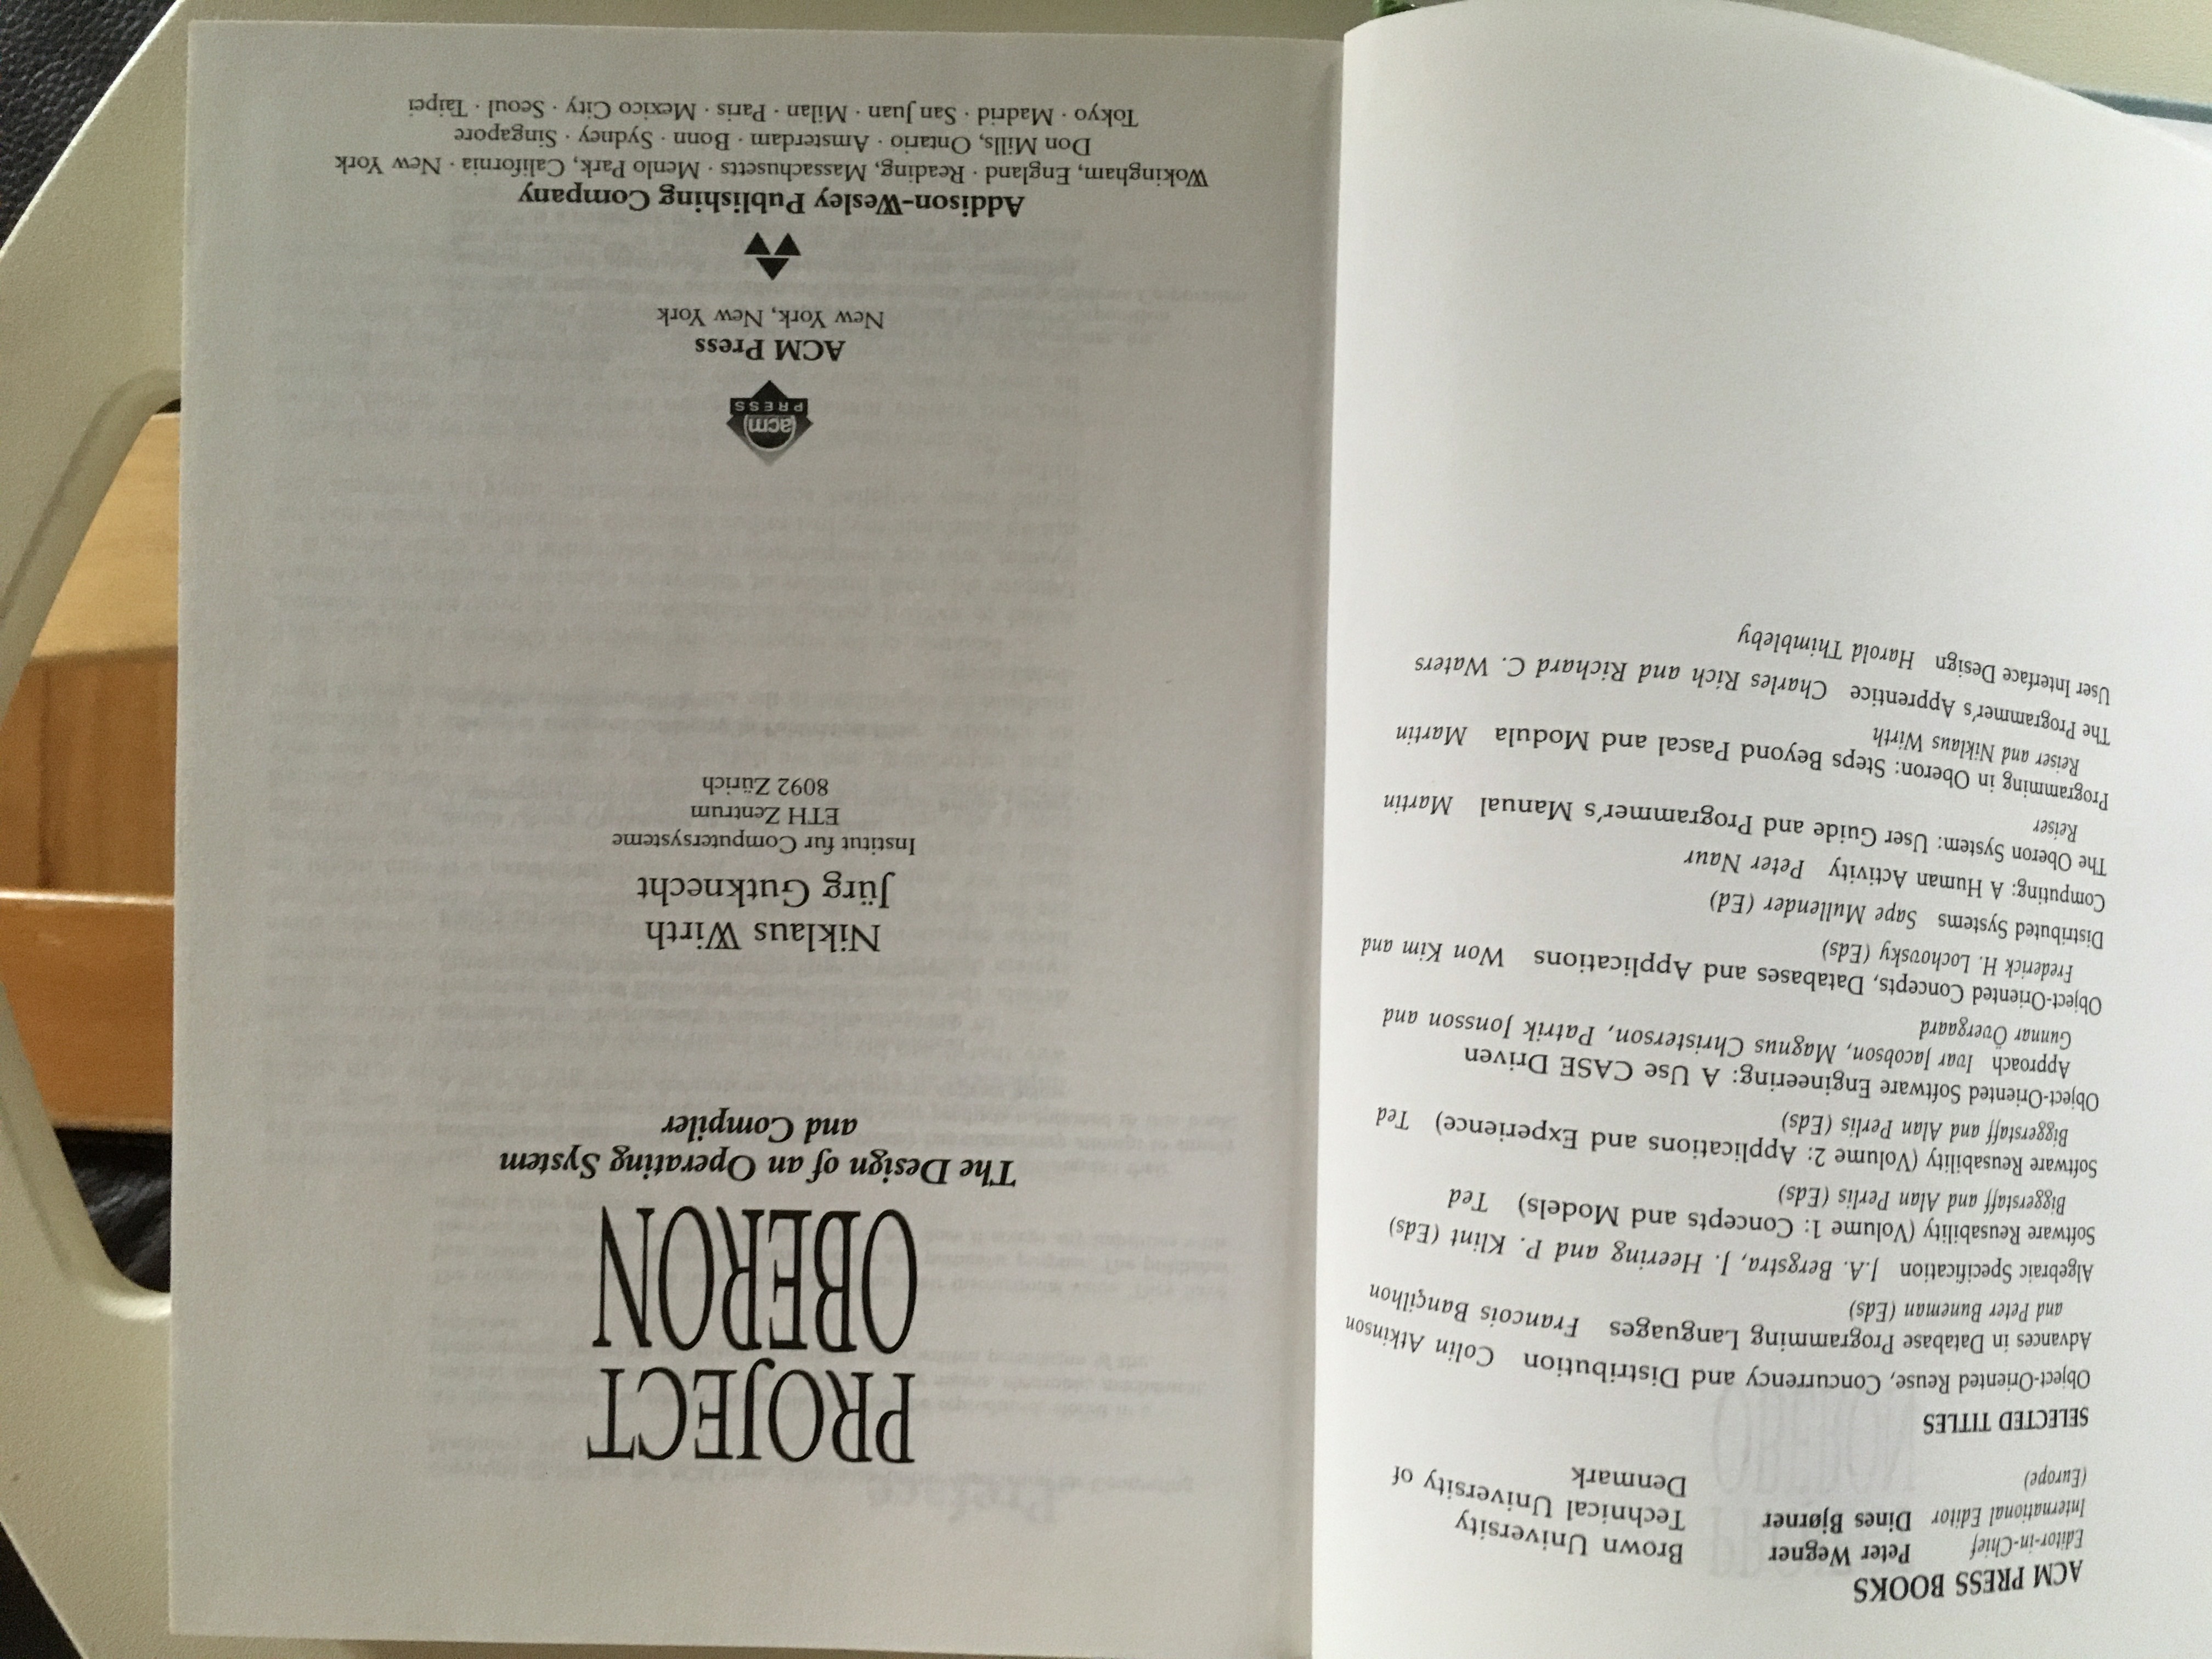 ACM PRESS BOOKS
Editor-in-Chief Peter Wegner Brown University
International Editor Dines Bjørner Technical University of
(Europe) Denmark
SELECTED TITLES
Object-Oriented Reuse, Concurrency and Distribution Colin Atkinson
Advances in Database Programming Languages Francois Bançilhon
and Peter Buneman (Eds)
Algebraic Specification J.A. Bergstra, J. Heering and P. Klint (Eds)
Software Reusability (Volume 1: Concepts and Models) Ted
Biggerstaff and Alan Perlis (Eds)
Software Reusability (Volume 2: Applications and Experience) Ted
Biggerstaff and Alan Perlis (Eds)
Object-Oriented Software Engineering: A Use CASE Driven
Approach Ivar Jacobson, Magnus Christerson, Patrik Jonsson and
Gunnar Övergaard
Object-Oriented Concepts, Databases and Applications Won Kim and
Frederick H. Lochovsky (Eds)
Distributed Systems Sape Mullender (Ed)
Computing: A Human Activity Peter Naur
The Oberon System: User Guide and Programmer's Manual Martin
Reiser
Programming in Oberon: Steps Beyond Pascal and Modula Martin
Reiser and Niklaus Wirth
The Programmer's Apprentice Charles Rich and Richard C. Waters
User Interface Design Harold Thimbleby
PROJECT
OBERON
The Design of an Operating System
and Compiler
Niklaus Wirth
Jürg Gutknecht
Institut fur Computersysteme
ETH Zentrum
8092 Zürich
acm
PRESS
ACM Press
New York, New York
Addison-Wesley Publishing Company
Wokingham, England · Reading, Massachusetts · Menlo Park, California · New York
Don Mills, Ontario · Amsterdam · Bonn · Sydney · Singapore
Tokyo · Madrid · San Juan · Milan · Paris · Mexico City · Seoul · Taipei